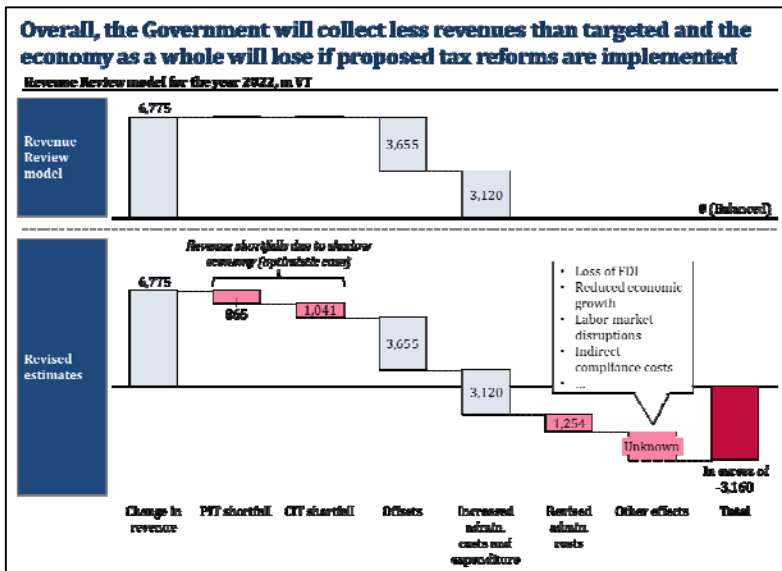 Overall, the Government will collect less revenues than targeted and the
economy as a whole will lose if proposed tax reforms are implemented
Revenue Review model for the year 2022, m VT
Revenue
Review
model
6,775
3,655
3,120
0 (Balanced)
Revised
estimates
Revenue shortfalls due to shadow
economy (optimistic case)
6,775
865
1,041
3,655
3,120
1,254
Unknown
• Loss of FDI
• Reduced economic
growth
• Labor market
disruptions
• Indirect
compliance costs
• ...
In excess of
-3,160
Change in
revenue
PIT shortfall
CIT shortfall
Offsets
Increased
admin.
costs and
expenditure
Revised
admin.
costs
Other effects
Total